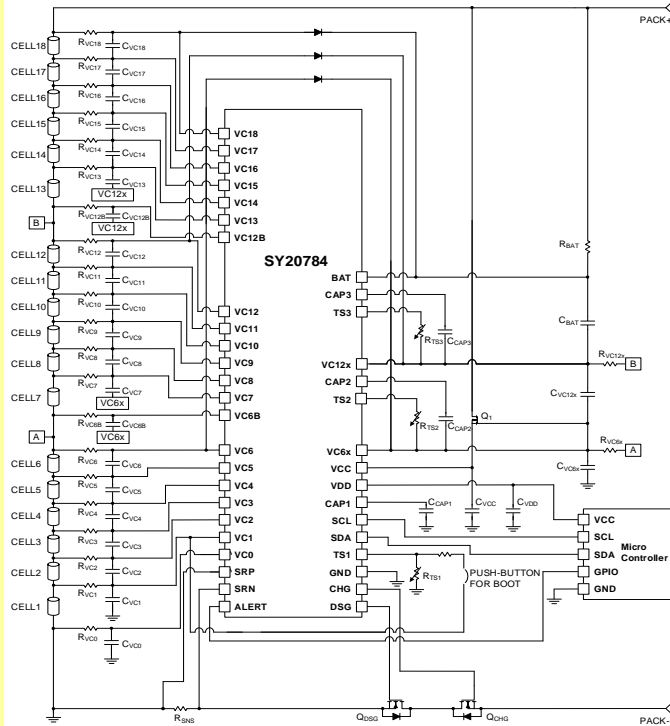 PACK+
CELL18
RVC18
CVC18
CELL17
RVC17
CVC17
CELL16
RVC16
CVC16
CELL15
RVC15
CVC15
CELL14
RVC14
CVC14
CELL13
RVC13
CVC13
VC12x
RVC12B
CVC12B
VC12x
B
CELL12
RVC12
CVC12
CELL11
RVC11
CVC11
CELL10
RVC10
CVC10
CELL9
RVC9
CVC9
CELL8
RVC8
CVC8
CELL7
RVC7
CVC7
VC6x
RVC6B
CVC6B
VC6x
A
CELL6
RVC6
CVC6
CELL5
RVC5
CVC5
CELL4
RVC4
CVC4
CELL3
RVC3
CVC3
CELL2
RVC2
CVC2
CELL1
RVC1
CVC1
RVC0
CVC0
SY20784
VC18
VC17
VC16
VC15
VC14
VC13
VC12B
VC12
VC11
VC10
VC9
VC8
VC7
VC6B
VC6
VC5
VC4
VC3
VC2
VC1
VC0
SRP
SRN
ALERT
BAT
CAP3
TS3
VC12x
CAP2
TS2
VC6x
VCC
VDD
CAP1
SCL
SDA
TS1
GND
CHG
DSG
RTS3
CCAP3
RTS2
CCAP2
Q1
RBAT
CBAT
RVC12x
B
CVC12x
RVC6x
A
CVC6x
CCAP1
CVCC
CVDD
RTS1
PUSH-BUTTON
FOR BOOT
VCC
SCL
SDA
GPIO
GND
Micro
Controller
RSNS
QDSG
QCHG
PACK-